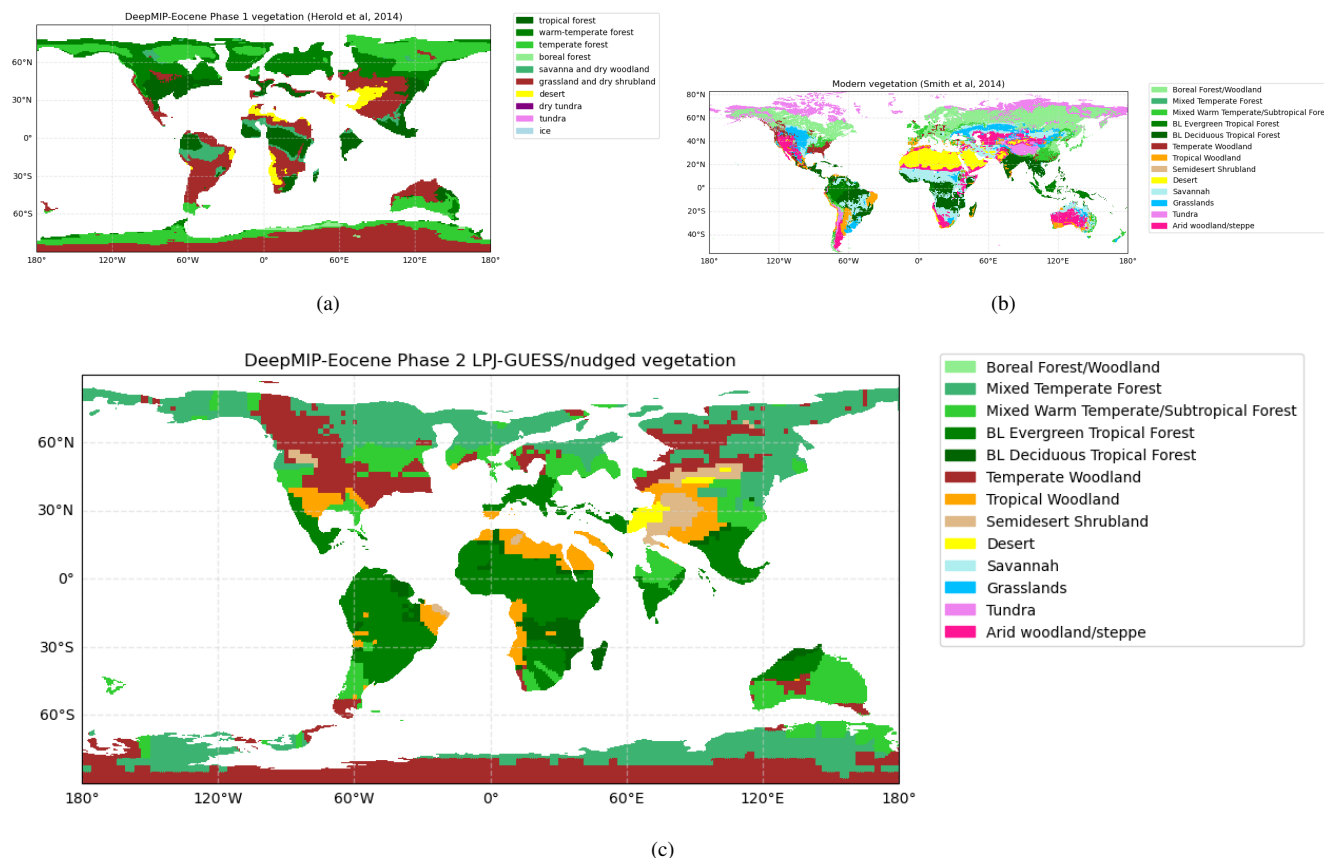 DeepMIP-Eocene Phase 1 vegetation (Herold et al, 2014)
60°N
30°N
0°
30°S
60°S
180°
120°W
60°W
0°
60°E
120°E
180°
tropical forest
warm-temperate forest
temperate forest
boreal forest
savanna and dry woodland
grassland and dry shrubland
desert
dry tundra
tundra
ice
(a)
Modern vegetation (Smith et al, 2014)
80°N
60°N
40°N
20°N
0°
20°S
40°S
180°
120°W
60°W
0°
60°E
120°E
180°
Boreal Forest/Woodland
Mixed Temperate Forest
Mixed Warm Temperate/Subtropical Fore
BL Evergreen Tropical Forest
BL Deciduous Tropical Forest
Temperate Woodland
Tropical Woodland
Semidesert Shrubland
Desert
Savannah
Grasslands
Tundra
Arid woodland/steppe
(b)
DeepMIP-Eocene Phase 2 LPJ-GUESS/nudged vegetation
60°N
30°N
0°
30°S
60°S
180°
120°W
60°W
0°
60°E
120°E
180°
Boreal Forest/Woodland
Mixed Temperate Forest
Mixed Warm Temperate/Subtropical Forest
BL Evergreen Tropical Forest
BL Deciduous Tropical Forest
Temperate Woodland
Tropical Woodland
Semidesert Shrubland
Desert
Savannah
Grasslands
Tundra
Arid woodland/steppe
(c)